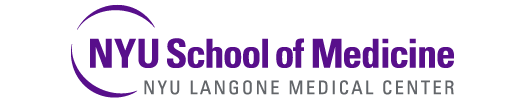 NYU School of Medicine
NYU LANGONE MEDICAL CENTER